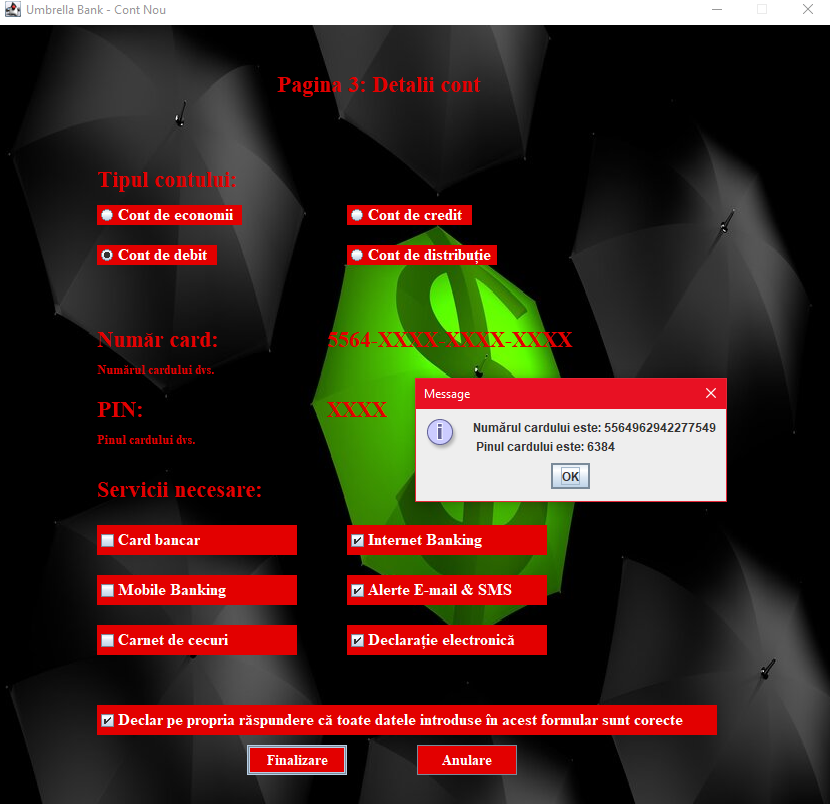 Umbrella Bank - Cont Nou
Pagina 3: Detalii cont
Tipul contului:
Cont de economii
Cont de credit
Cont de debit
Cont de distribuție
Număr card:
5564-XXXX-XXXX-XXXX
Numărul cardului dvs.
PIN:
XXXX
Pinul cardului dvs.
Message
Numărul cardului este: 5564962942277549
Pinul cardului este: 6384
OK
Servicii necesare:
Card bancar
Internet Banking
Mobile Banking
Alerte E-mail & SMS
Carnet de cecuri
Declarație electronică
Declar pe propria răspundere că toate datele introduse în acest formular sunt corecte
Finalizare
Anulare